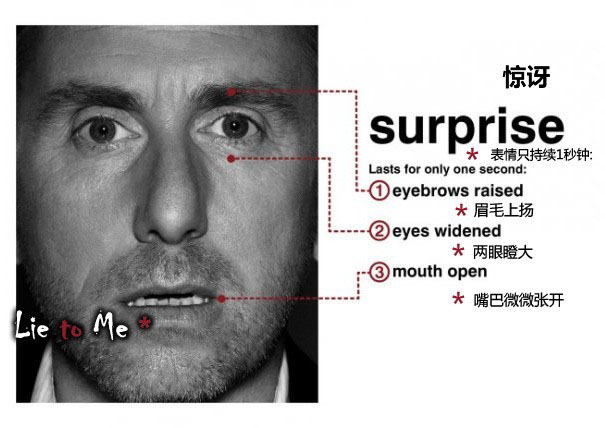 惊讶
surprise
* 表情只持续1秒钟:
Lasts for only one second:
① eyebrows raised
* 眉毛上扬
② eyes widened
* 两眼瞪大
③ mouth open
* 嘴巴微微张开
Lie to Me *